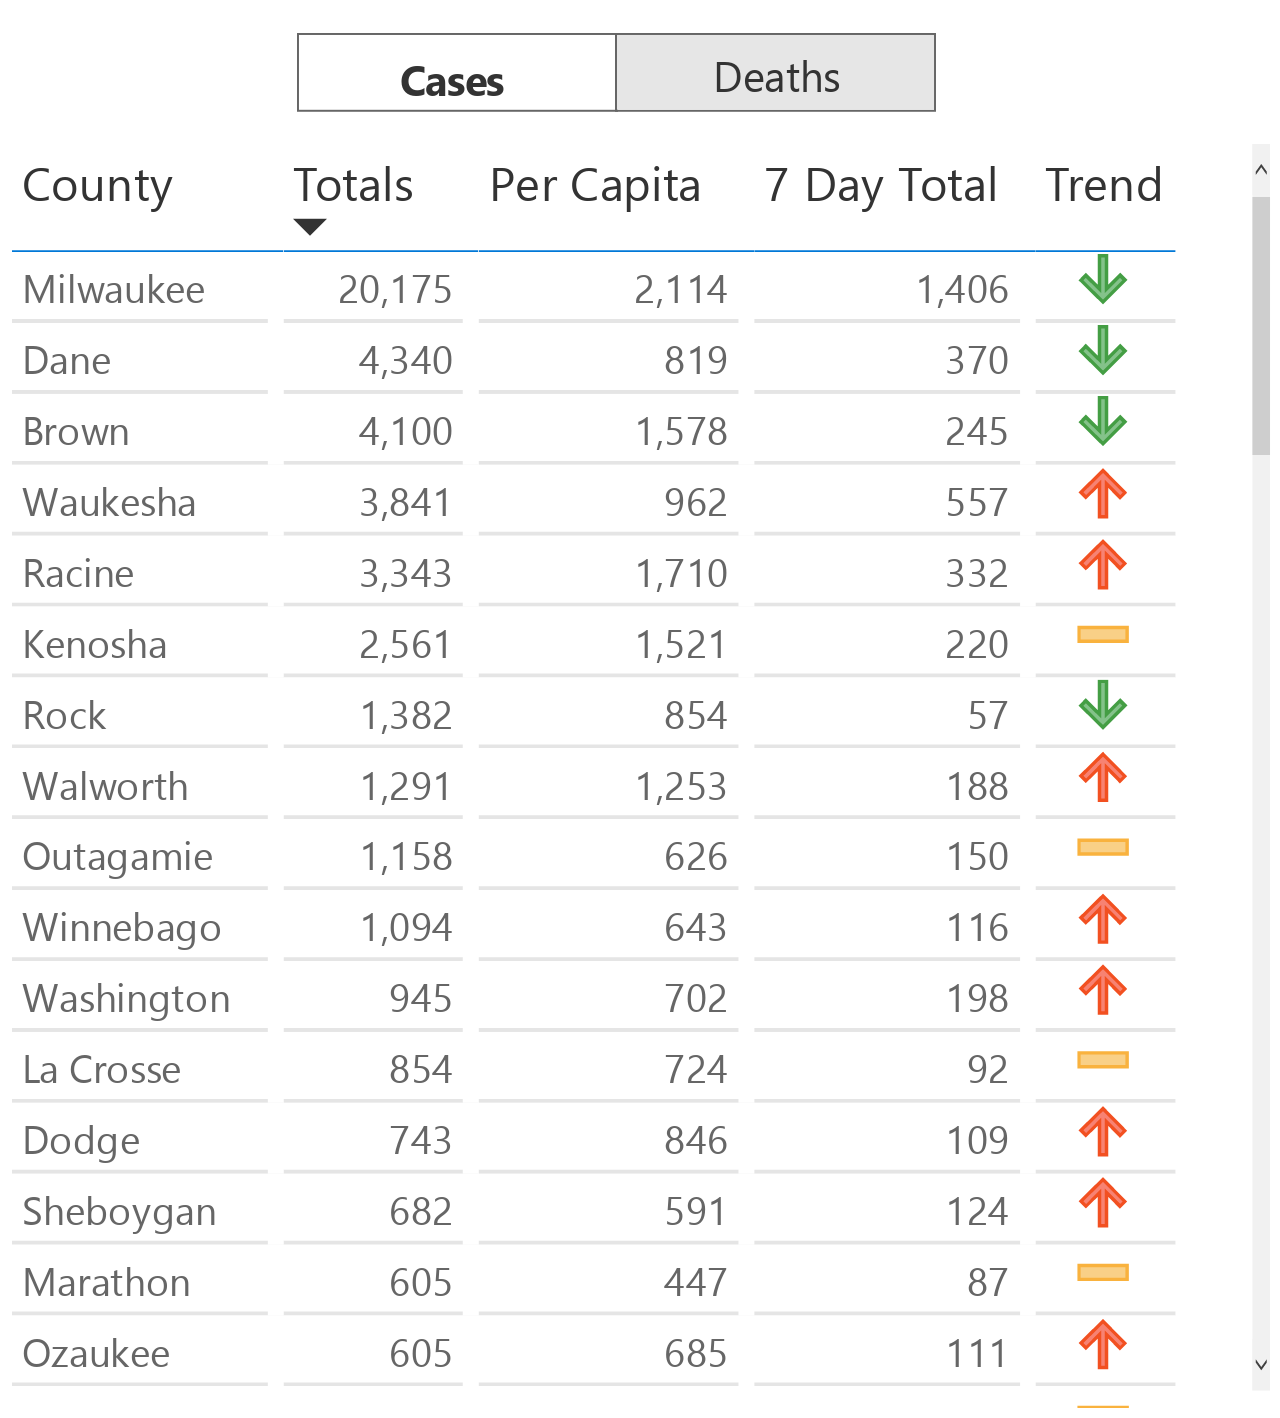 Cases Deaths
County Totals Per Capita 7 Day Total Trend
Milwaukee 20,175 2,114 1,406
Dane 4,340 819 370
Brown 4,100 1,578 245
Waukesha 3,841 962 557
Racine 3,343 1,710 332
Kenosha 2,561 1,521 220
Rock 1,382 854 57
Walworth 1,291 1,253 188
Outagamie 1,158 626 150
Winnebago 1,094 643 116
Washington 945 702 198
La Crosse 854 724 92
Dodge 743 846 109
Sheboygan 682 591 124
Marathon 605 447 87
Ozaukee 605 685 111